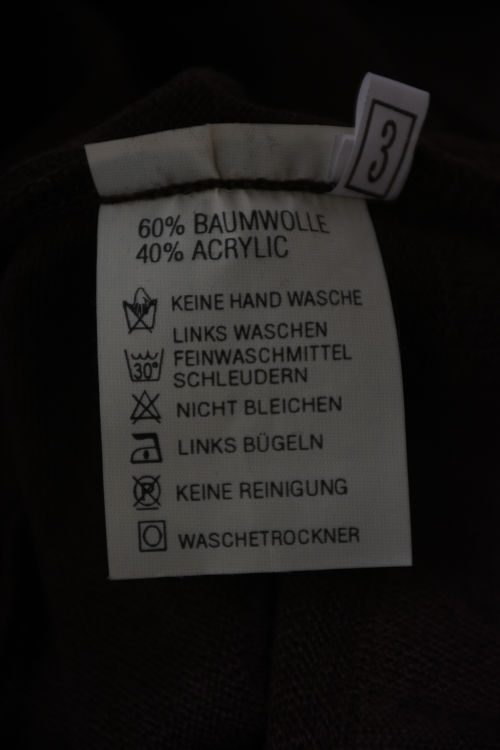 3
60% BAUMWOLLE
40% ACRYLIC
KEINE HAND WASCHE
LINKS WASCHEN
30° FEINWASCHMITTEL
SCHLEUDERN
NICHT BLEICHEN
LINKS BÜGELN
P KEINE REINIGUNG
WASCHETROCKNER